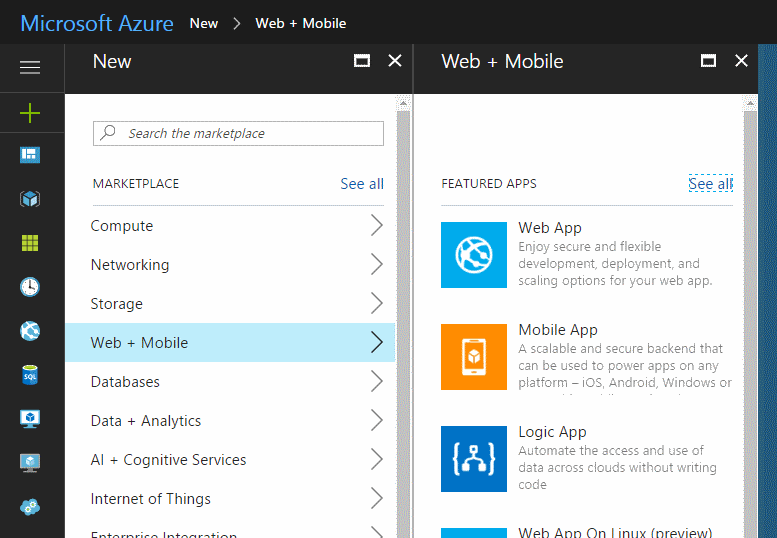 Microsoft Azure New > Web + Mobile
New
Search the marketplace
MARKETPLACE See all
Compute
Networking
Storage
Web + Mobile
Databases
Data + Analytics
AI + Cognitive Services
Internet of Things
Enterprise Integration
Web + Mobile
FEATURED APPS See all
Web App
Enjoy secure and flexible
development, deployment, and
scaling options for your web app.
Mobile App
A scalable and secure backend that
can be used to power apps on any
platform – iOS, Android, Windows or
Logic App
Automate the access and use of
data across clouds without writing
code
Web App On Linux (preview)
SQL